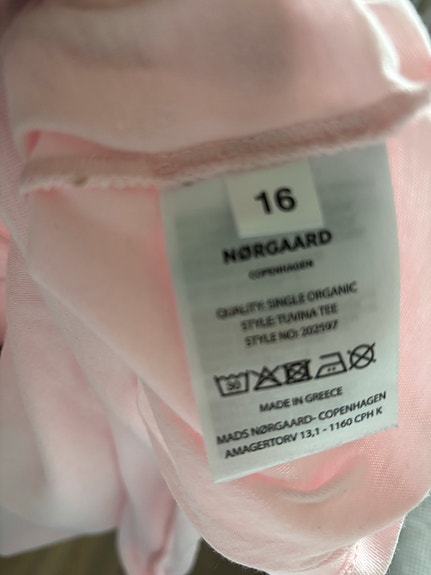 16
NØRGAARD
COPENHAGEN
QUALITY: SINGLE ORGANIC
STYLE: TUVINA TEE
STYLE NO: 202597
30
MADE IN GREECE
MADS NØRGAARD- COPENHAGEN
AMAGERTORV 13,1 - 1160 CPH K